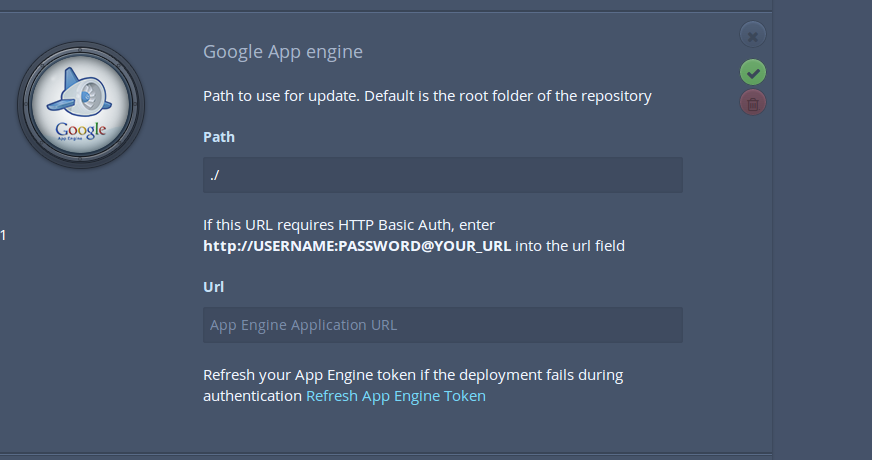 Google App engine
Path to use for update. Default is the root folder of the repository
Google
App Engine
Path
./
If this URL requires HTTP Basic Auth, enter
http://USERNAME:PASSWORD@YOUR_URL into the url field
1
Url
App Engine Application URL
Refresh your App Engine token if the deployment fails during
authentication Refresh App Engine Token